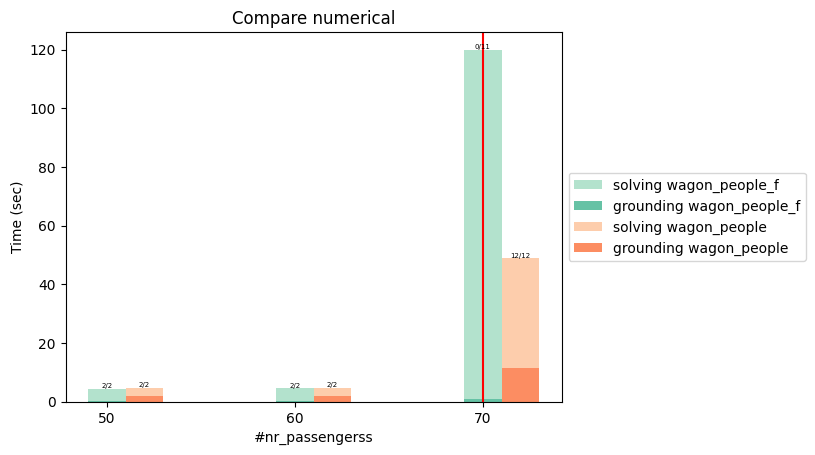 Compare numerical
120
100
80
60
40
20
0
Time (sec)
0/11
12/12
2/2
2/2
2/2
2/2
50
60
70
#nr_passengerss
solving wagon_people_f
grounding wagon_people_f
solving wagon_people
grounding wagon_people